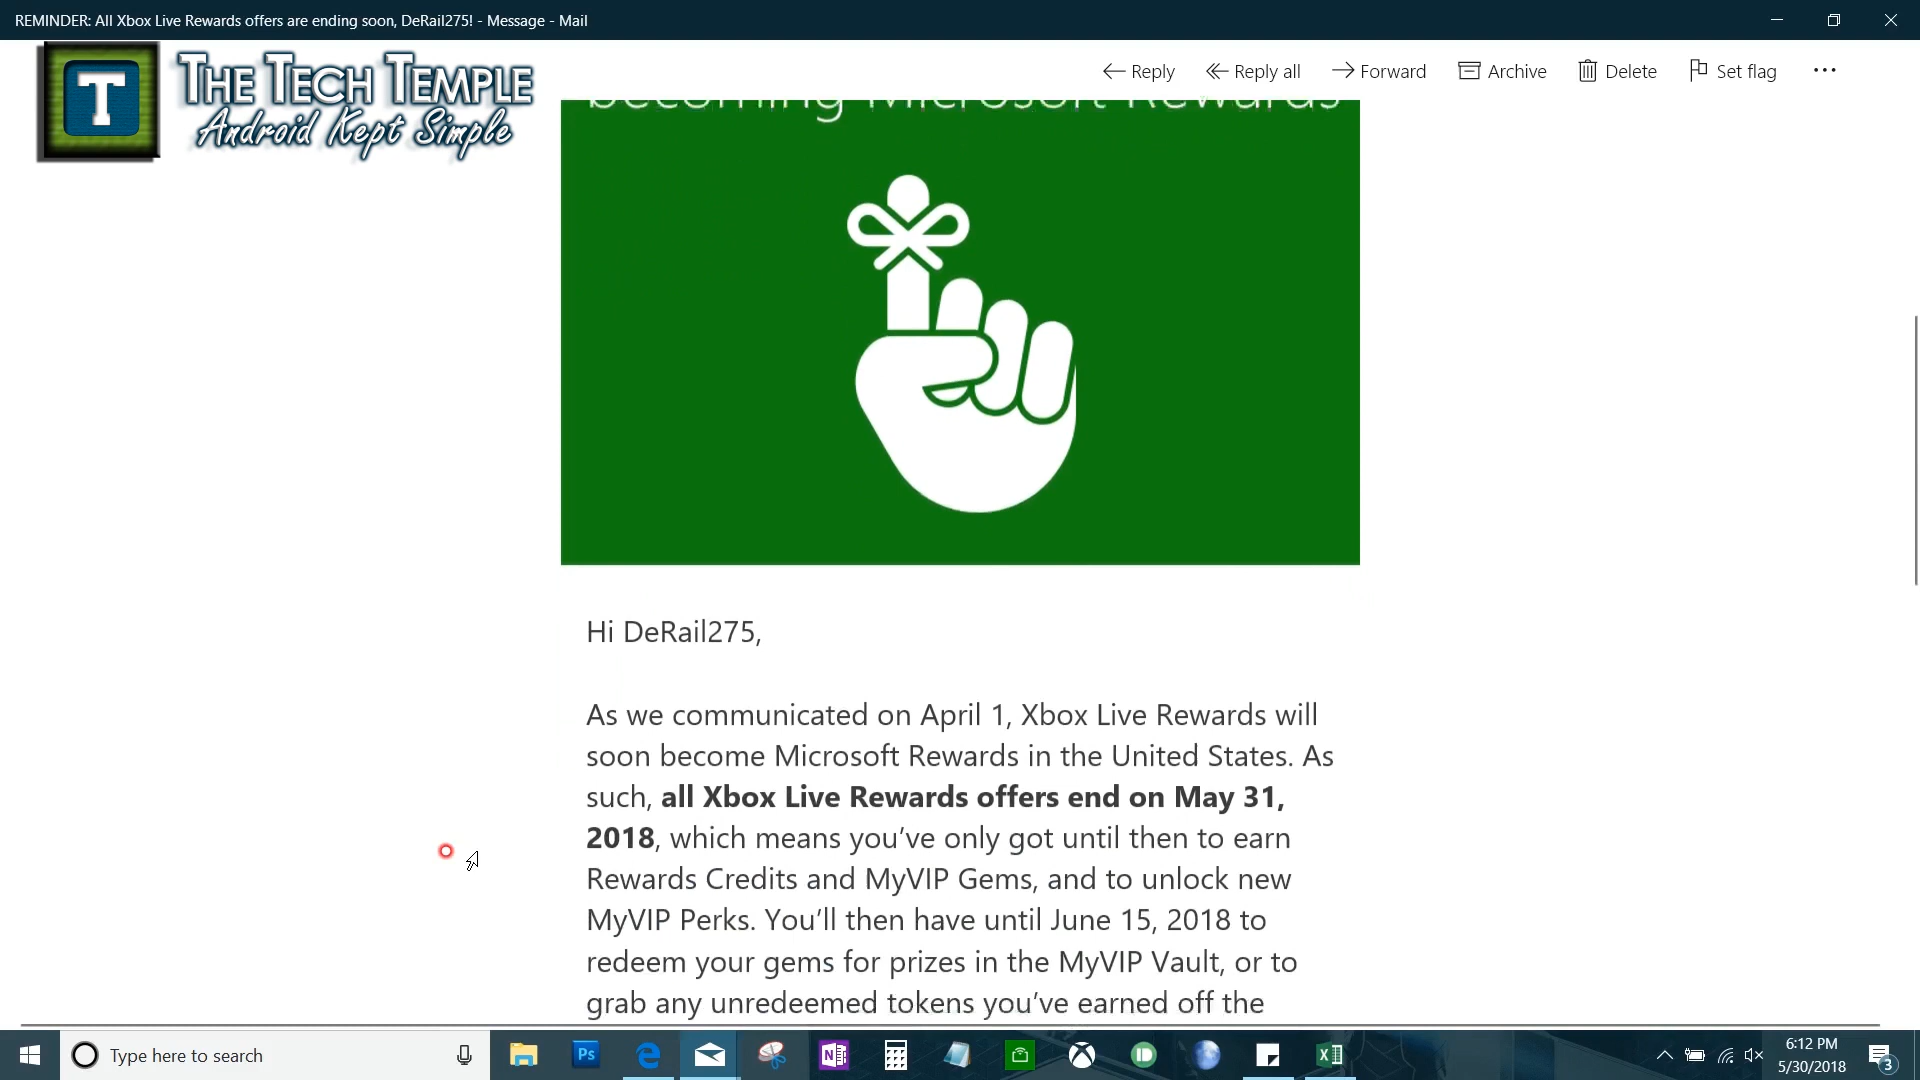 REMINDER: All Xbox Live Rewards offers are ending soon, DeRail275! - Message - Mail
T
THE TECH TEMPLE
Android Kept Simple
Reply
Reply all
Forward
Archive
Delete
Set flag
becoming Microsoft Rewards
Hi DeRail275,
As we communicated on April 1, Xbox Live Rewards will
soon become Microsoft Rewards in the United States. As
such, all Xbox Live Rewards offers end on May 31,
2018, which means you’ve only got until then to earn
Rewards Credits and MyVIP Gems, and to unlock new
MyVIP Perks. You’ll then have until June 15, 2018 to
redeem your gems for prizes in the MyVIP Vault, or to
grab any unredeemed tokens you’ve earned off the
Type here to search
Ps
N
X
6:12 PM
5/30/2018
3